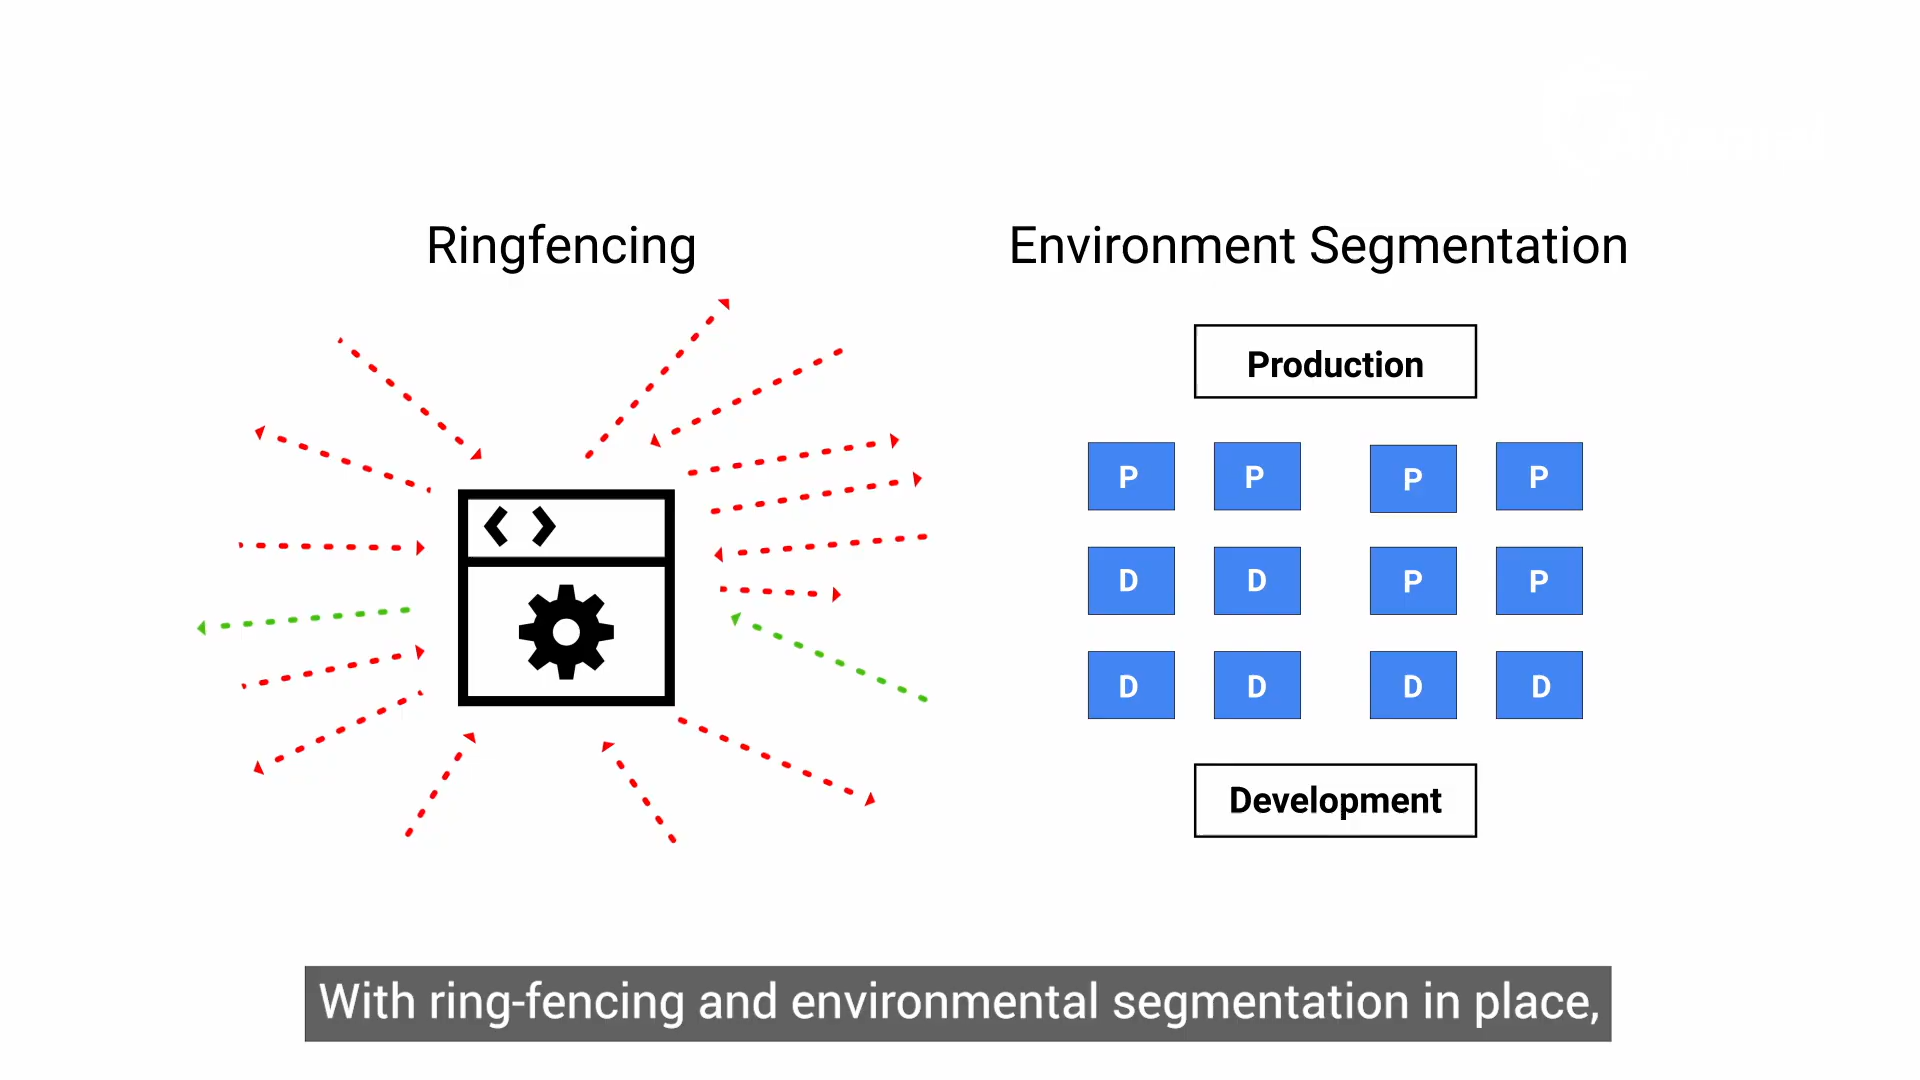 Ringfencing
Environment Segmentation
Production
P P P P
D D P P
D D D D
Development
With ring-fencing and environmental segmentation in place,